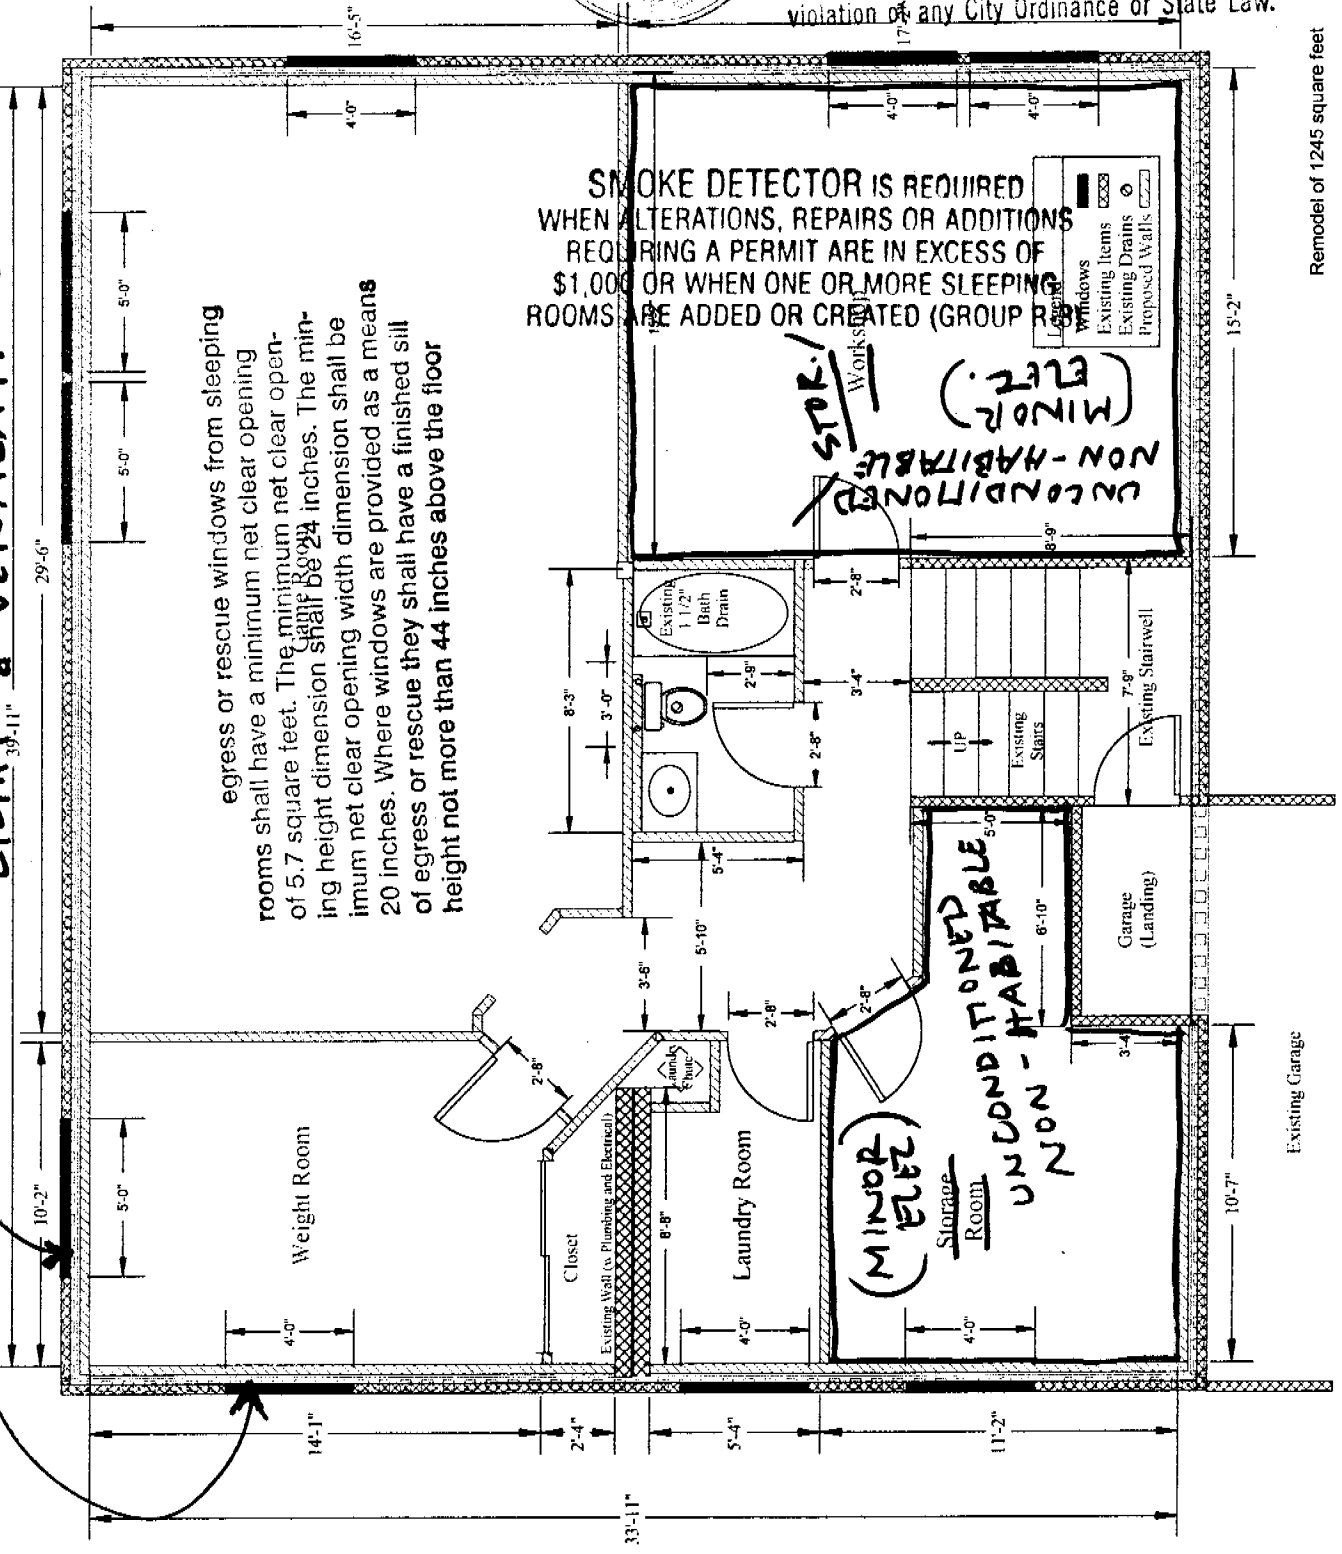 violation of any City Ordinance or State Law.
Remodel of 1245 square feet
39'-11"
29'-6"
10'-2"
16'-5"
4'-0"
4'-0"
4'-0"
5'-0"
5'-0"
5'-0"
SMOKE DETECTOR IS REQUIRED
WHEN ALTERATIONS, REPAIRS OR ADDITIONS
REQUIRING A PERMIT ARE IN EXCESS OF
$1,000 OR WHEN ONE OR MORE SLEEPING
ROOMS ARE ADDED OR CREATED (GROUP R
Windows
Existing Items
Existing Drains
Proposed Walls
egress or rescue windows from sleeping
rooms shall have a minimum net clear opening
of 5.7 square feet. The minimum net clear open-
ing height dimension shall be 24 inches. The min-
imum net clear opening width dimension shall be
20 inches. Where windows are provided as a means
of egress or rescue they shall have a finished sill
height not more than 44 inches above the floor
Game Room
STOR. /
Workshop
UNCONDITIONED
NON-HABITABLE
(MINOR
ELEC.)
15'-2"
8'-9"
2'-8"
8'-3"
3'-0"
Existing
1 1/2"
Bath
Drain
2'-9"
3'-4"
2'-8"
5'-4"
7'-9"
Existing Stairwell
UP
Existing
Stairs
5'-0"
6'-10"
Garage
(Landing)
5'-10"
3'-6"
2'-8"
2'-8"
2'-8"
3'-4"
Laundry
Chute
Weight Room
Closet
Existing Wall (w Plumbing and Electrical)
8'-8"
Laundry Room
(MINOR
ELEC)
Storage
Room
UNCONDITIONED
NON-HABITABLE
4'-0"
4'-0"
4'-0"
10'-7"
Existing Garage
14'-1"
2'-4"
5'-4"
11'-2"
33'-11"